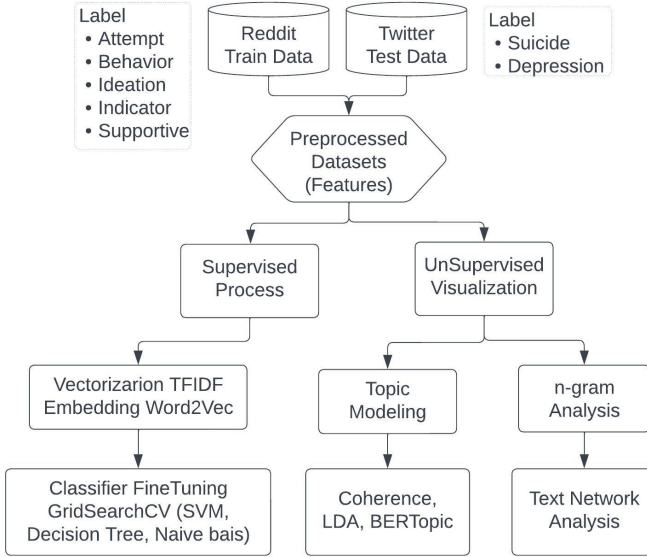 Label
• Attempt
• Behavior
• Ideation
• Indicator
• Supportive
Reddit
Train Data
Twitter
Test Data
Label
• Suicide
• Depression
Preprocessed
Datasets
(Features)
Supervised
Process
UnSupervised
Visualization
Vectorizarion TFIDF
Embedding Word2Vec
Topic
Modeling
n-gram
Analysis
Classifier FineTuning
GridSearchCV (SVM,
Decision Tree, Naive bais)
Coherence,
LDA, BERTopic
Text Network
Analysis